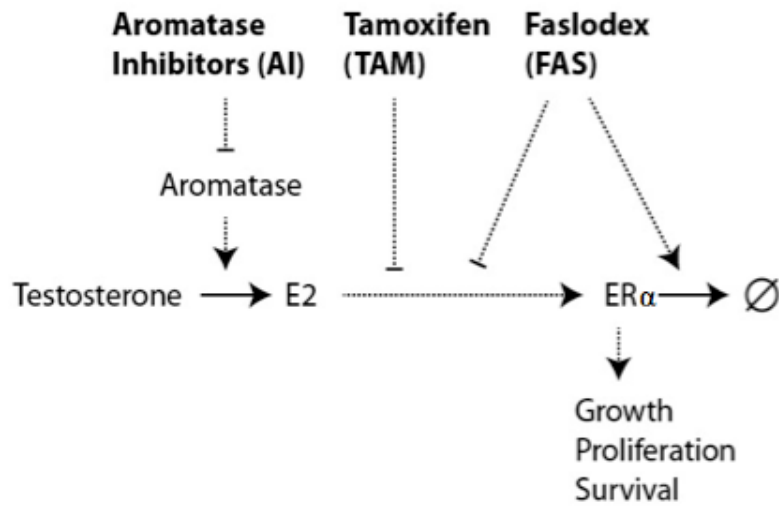 Aromatase
Inhibitors (AI)
Tamoxifen
(TAM)
Faslodex
(FAS)
Aromatase
Testosterone E2 ERα ∅
Growth
Proliferation
Survival